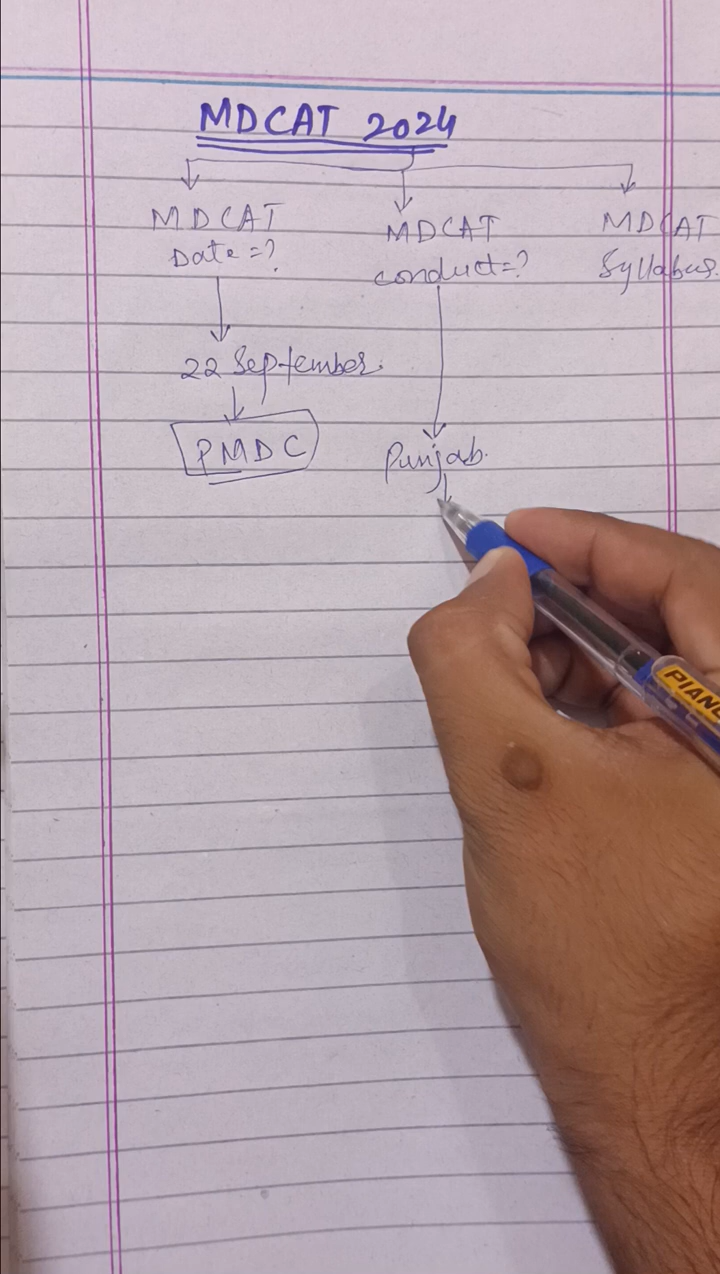 MDCAT 2024
MDCAT
Date=?
22 September
PMDC
MDCAT
conduct=?
Punjab
MDCAT
Syllabus.
PIANO